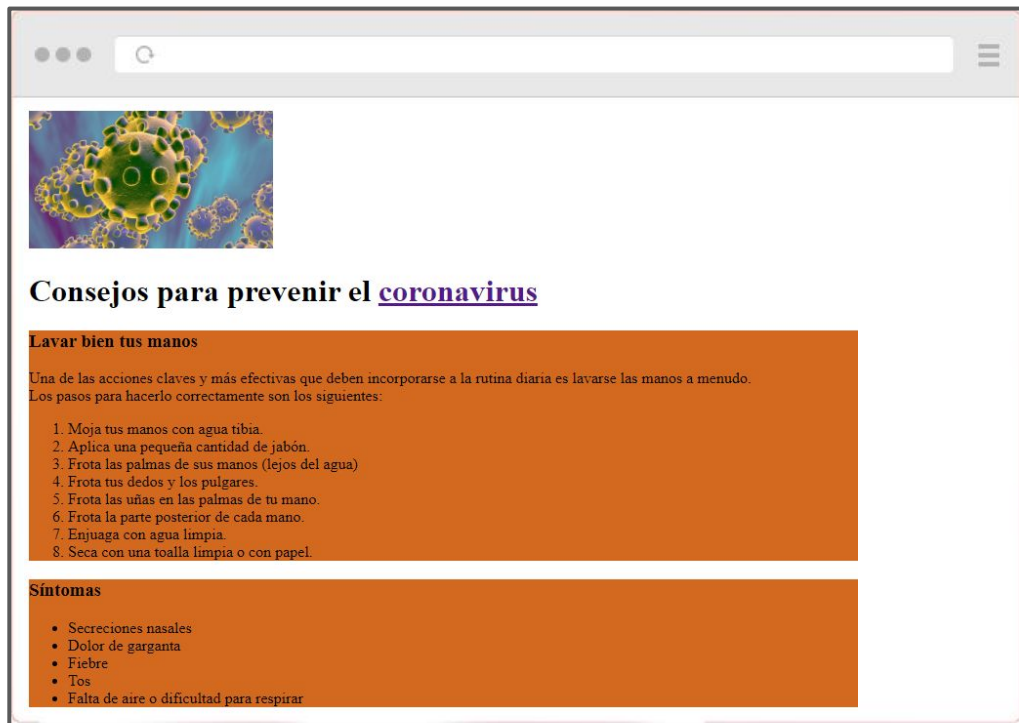 Consejos para prevenir el coronavirus
Lavar bien tus manos
Una de las acciones claves y más efectivas que deben incorporarse a la rutina diaria es lavarse las manos a menudo.
Los pasos para hacerlo correctamente son los siguientes:
1. Moja tus manos con agua tibia.
2. Aplica una pequeña cantidad de jabón.
3. Frota las palmas de sus manos (lejos del agua)
4. Frota tus dedos y los pulgares.
5. Frota las uñas en las palmas de tu mano.
6. Frota la parte posterior de cada mano.
7. Enjuaga con agua limpia.
8. Seca con una toalla limpia o con papel.
Síntomas
• Secreciones nasales
• Dolor de garganta
• Fiebre
• Tos
• Falta de aire o dificultad para respirar